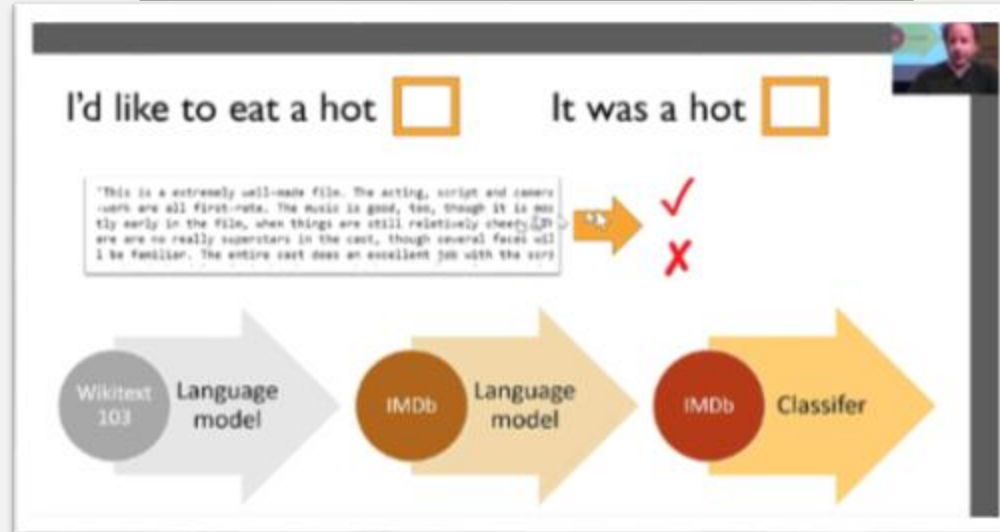 I'd like to eat a hot
It was a hot
"This is a extremely well-made film. The acting, script and camera
-work are all first-rate. The music is good, too, though it is mos
tly early in the film, when things are still relatively cheer
are are no really superstars in the cast, though several faces wil
l be familiar. The entire cast does an excellent job with the scri
Wikitext
103
Language
model
IMDb
Language
model
IMDb
Classifer